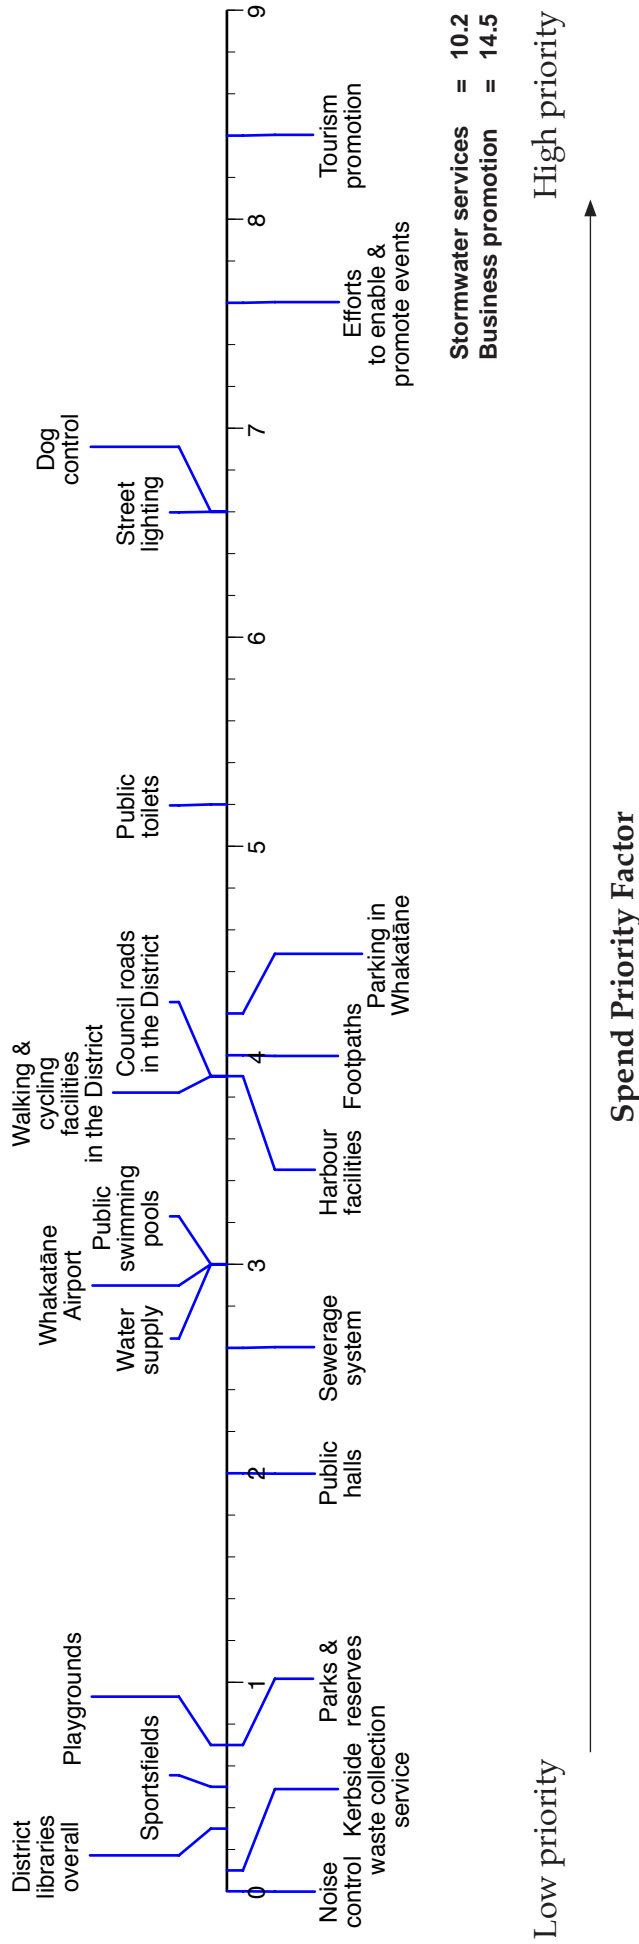 District
libraries
overall
Sportsfields
Playgrounds
Water
supply
Whakatāne
Airport
Public
swimming
pools
Walking &
cycling
facilities
in the District
Council roads
in the District
Public
toilets
Street
lighting
Dog
control
0
1
2
3
4
5
6
7
8
9
Noise
control
Kerbside
waste collection
service
Parks &
reserves
Public
halls
Sewerage
system
Harbour
facilities
Footpaths
Parking in
Whakatāne
Efforts
to enable &
promote events
Tourism
promotion
Stormwater services = 10.2
Business promotion = 14.5
Low priority
High priority
Spend Priority Factor